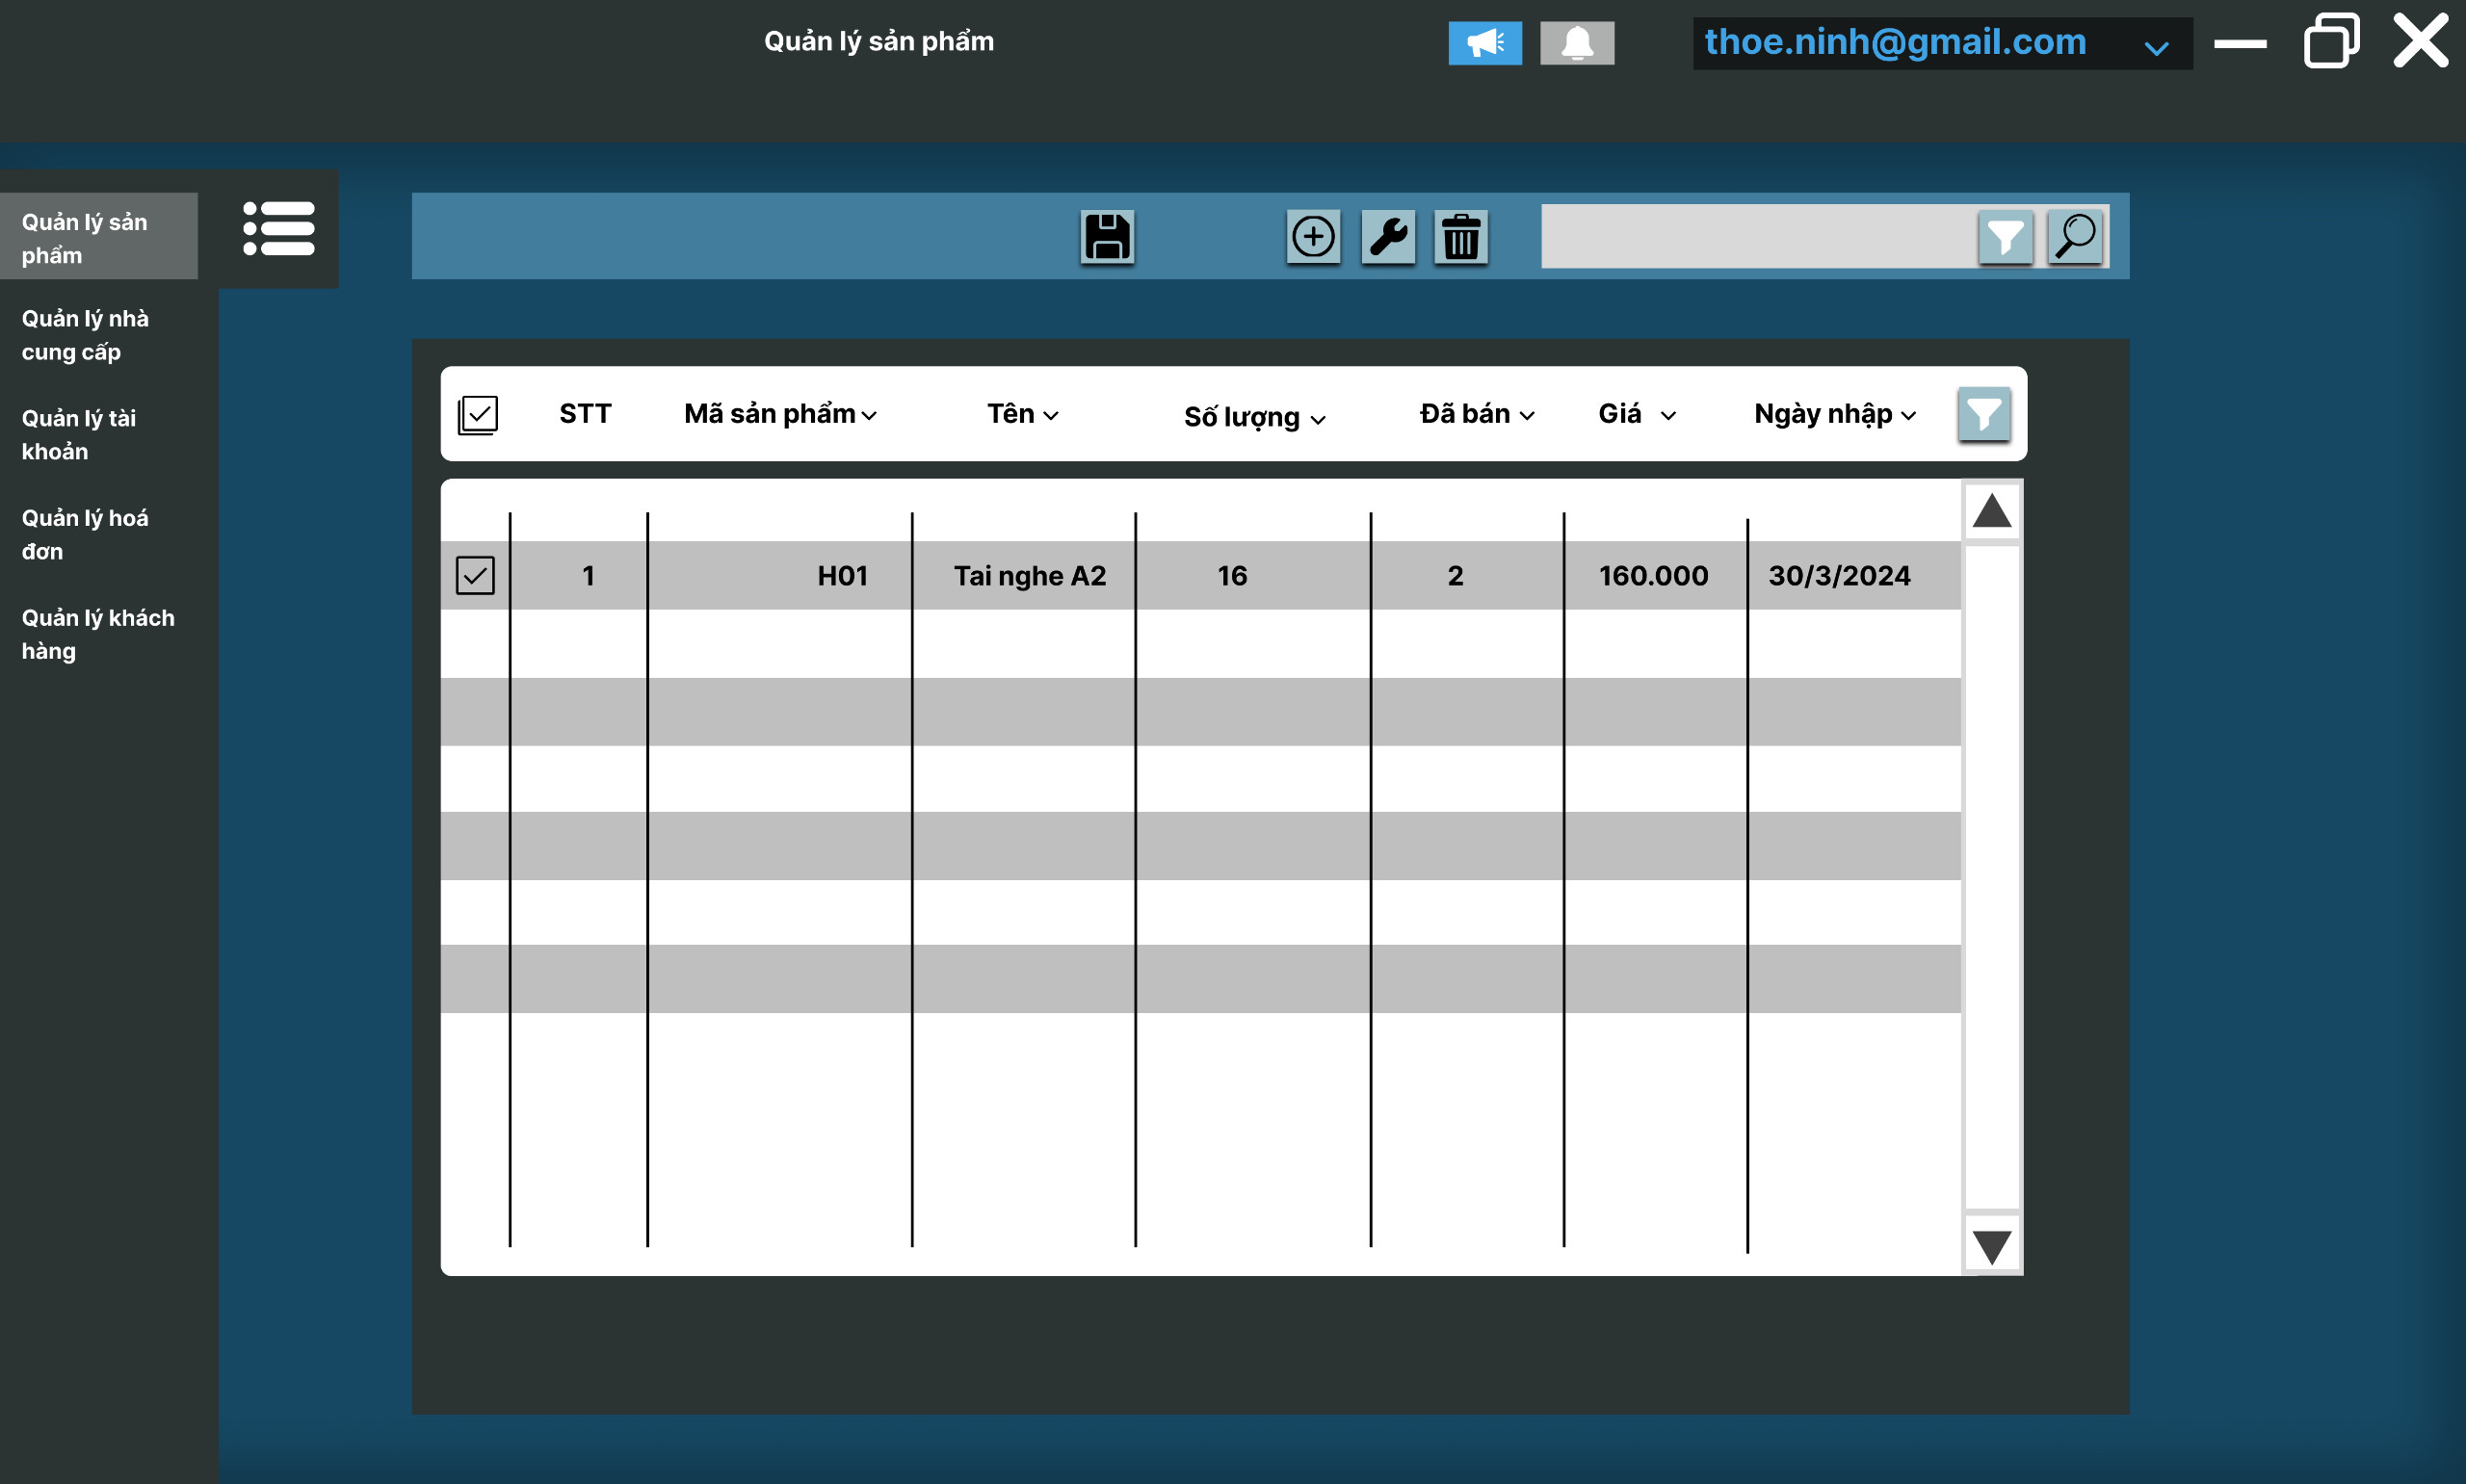 Quản lý sản phẩm
thoe.ninh@gmail.com
Quản lý sản
phẩm
Quản lý nhà
cung cấp
Quản lý tài
khoản
Quản lý hoá
đơn
Quản lý khách
hàng
STT Mã sản phẩm Tên Số lượng Đã bán Giá Ngày nhập
1 H01 Tai nghe A2 16 2 160.000 30/3/2024